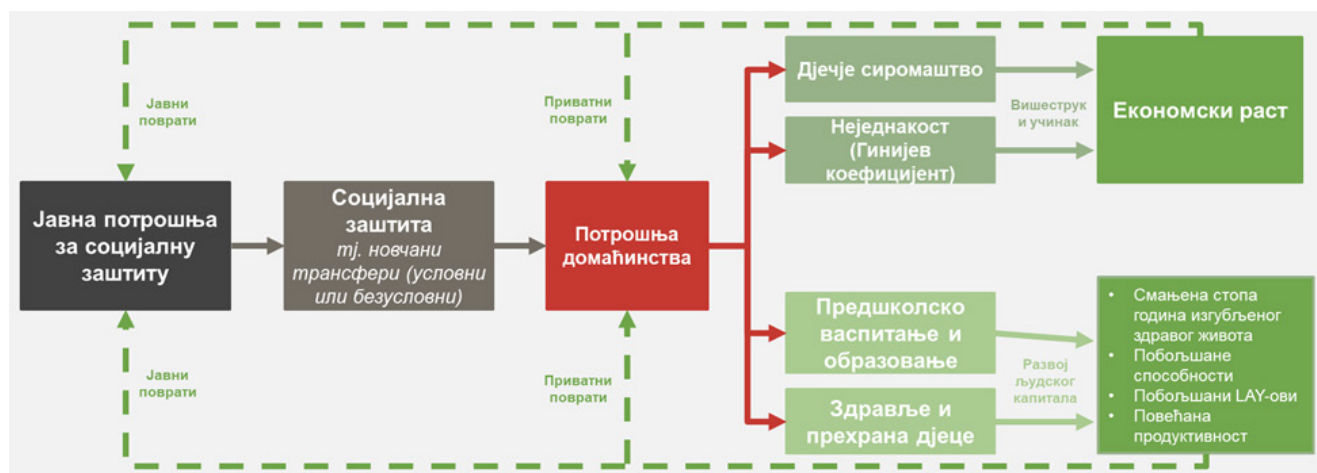 Јавни
поврати
Приватни
поврати
Јавна потрошња
за социјалну
заштиту
Социјална
заштита
тј. новчани
трансфери (условни
или безусловни)
Потрошња
домаћинства
Дјечје сиромаштво
Неједнакост
(Гинијев
коефицијент)
Вишеструк
и учинак
Економски раст
Предшколско
васпитање и
образовање
Здравље и
прехрана дјеце
Развој
људског
капитала
• Смањена стопа
година изгубљеног
здравог живота
• Побољшане
способности
• Побољшани LAY-ови
• Повећана
продуктивност
Јавни
поврати
Приватни
поврати